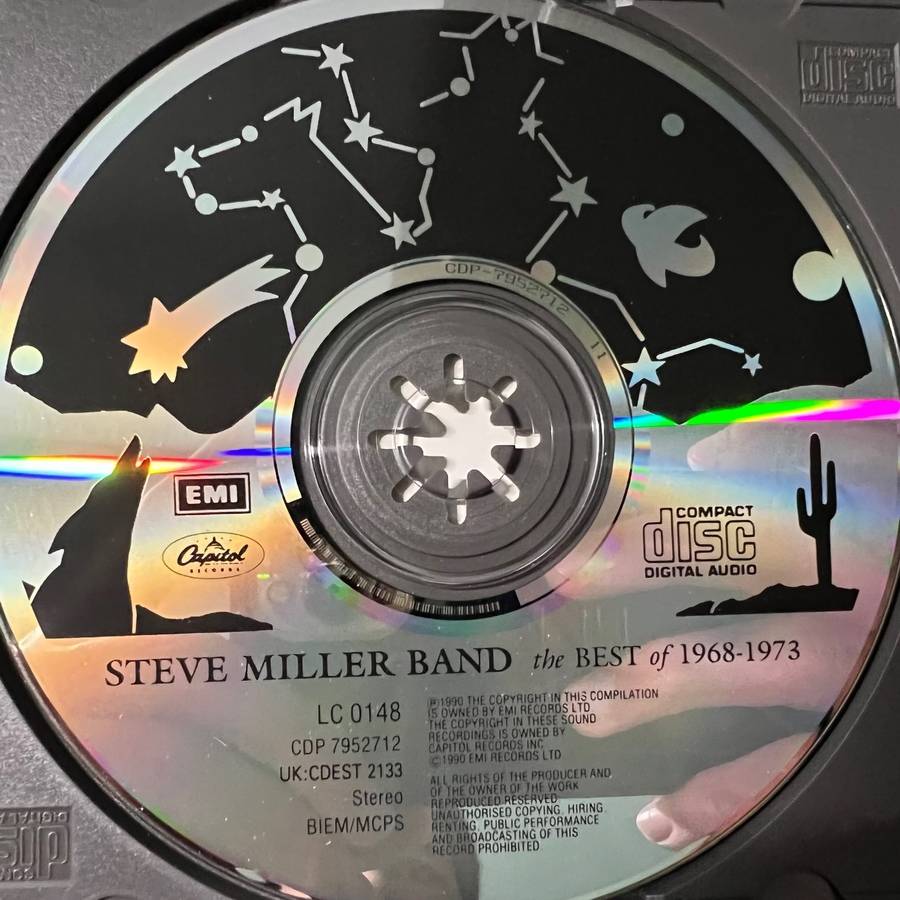 COMPACT
disc
DIGITAL AUDIO
CDP-7952712 11
EMI
Capitol
RECORDS
COMPACT
disc
DIGITAL AUDIO
STEVE MILLER BAND the BEST of 1968-1973
LC 0148
CDP 7952712
UK:CDEST 2133
Stereo
BIEM/MCPS
℗1990 THE COPYRIGHT IN THIS COMPILATION
IS OWNED BY EMI RECORDS LTD
THE COPYRIGHT IN THESE SOUND
RECORDINGS IS OWNED BY
CAPITOL RECORDS INC
©1990 EMI RECORDS LTD
ALL RIGHTS OF THE PRODUCER AND
OF THE OWNER OF THE WORK
REPRODUCED RESERVED
UNAUTHORISED COPYING, HIRING,
RENTING, PUBLIC PERFORMANCE
AND BROADCASTING OF THIS
RECORD PROHIBITED